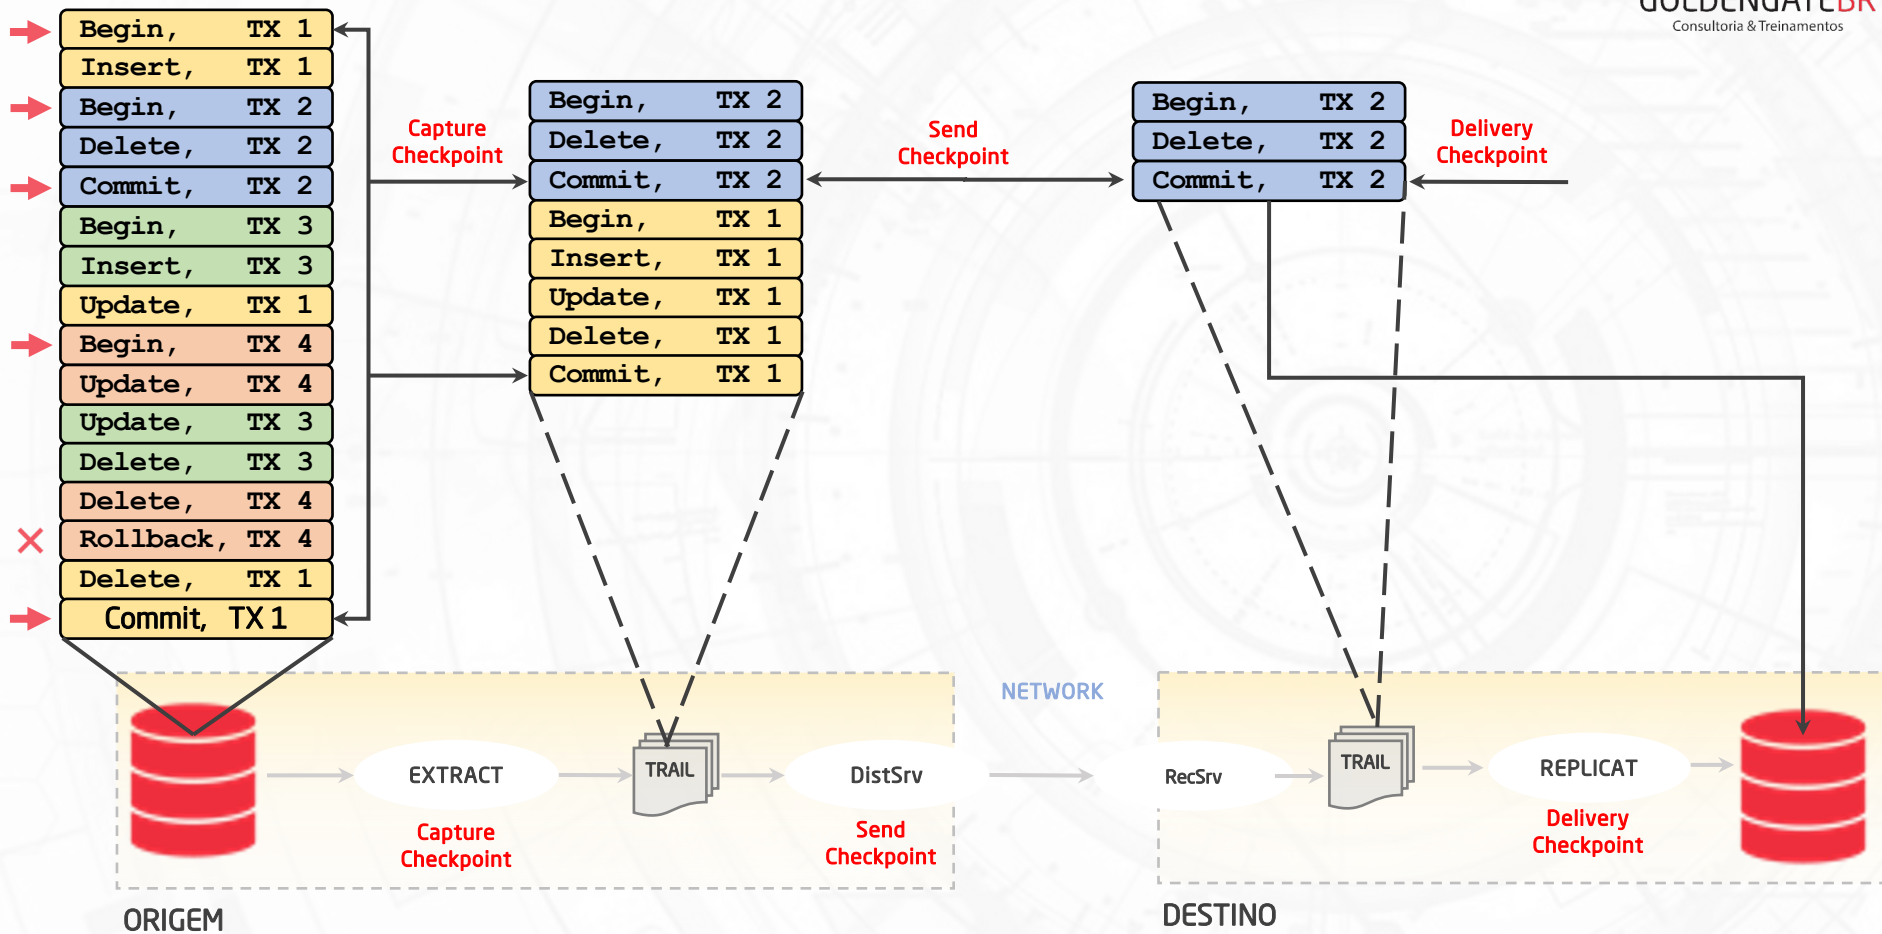 GOLDENGATEBR
Consultoria & Treinamentos
Begin, TX 1
Insert, TX 1
Begin, TX 2
Delete, TX 2
Commit, TX 2
Begin, TX 3
Insert, TX 3
Update, TX 1
Begin, TX 4
Update, TX 4
Update, TX 3
Delete, TX 3
Delete, TX 4
Rollback, TX 4
Delete, TX 1
Commit, TX 1
Capture
Checkpoint
Begin, TX 2
Delete, TX 2
Commit, TX 2
Begin, TX 1
Insert, TX 1
Update, TX 1
Delete, TX 1
Commit, TX 1
Send
Checkpoint
Begin, TX 2
Delete, TX 2
Commit, TX 2
Delivery
Checkpoint
NETWORK
EXTRACT
Capture
Checkpoint
TRAIL
DistSrv
Send
Checkpoint
RecSrv
TRAIL
REPLICAT
Delivery
Checkpoint
ORIGEM
DESTINO